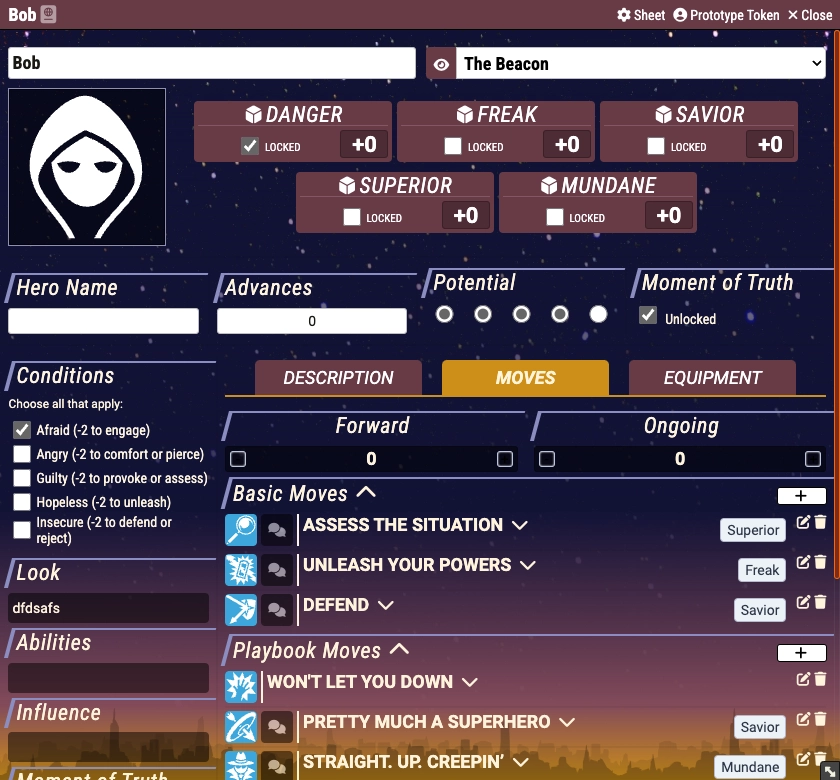 Bob
Sheet Prototype Token Close
Bob
The Beacon
DANGER
FREAK
SAVIOR
LOCKED +0
LOCKED +0
LOCKED +0
SUPERIOR
MUNDANE
LOCKED +0
LOCKED +0
Hero Name
Advances
Potential
Moment of Truth
0
Unlocked
Conditions
Choose all that apply:
Afraid (-2 to engage)
Angry (-2 to comfort or pierce)
Guilty (-2 to provoke or assess)
Hopeless (-2 to unleash)
Insecure (-2 to defend or
reject)
Look
dfdsafs
Abilities
Influence
Moment of Truth
DESCRIPTION
MOVES
EQUIPMENT
Forward
Ongoing
0
0
Basic Moves
+
ASSESS THE SITUATION
Superior
UNLEASH YOUR POWERS
Freak
DEFEND
Savior
Playbook Moves
+
WON'T LET YOU DOWN
PRETTY MUCH A SUPERHERO
Savior
STRAIGHT. UP. CREEPIN’
Mundane